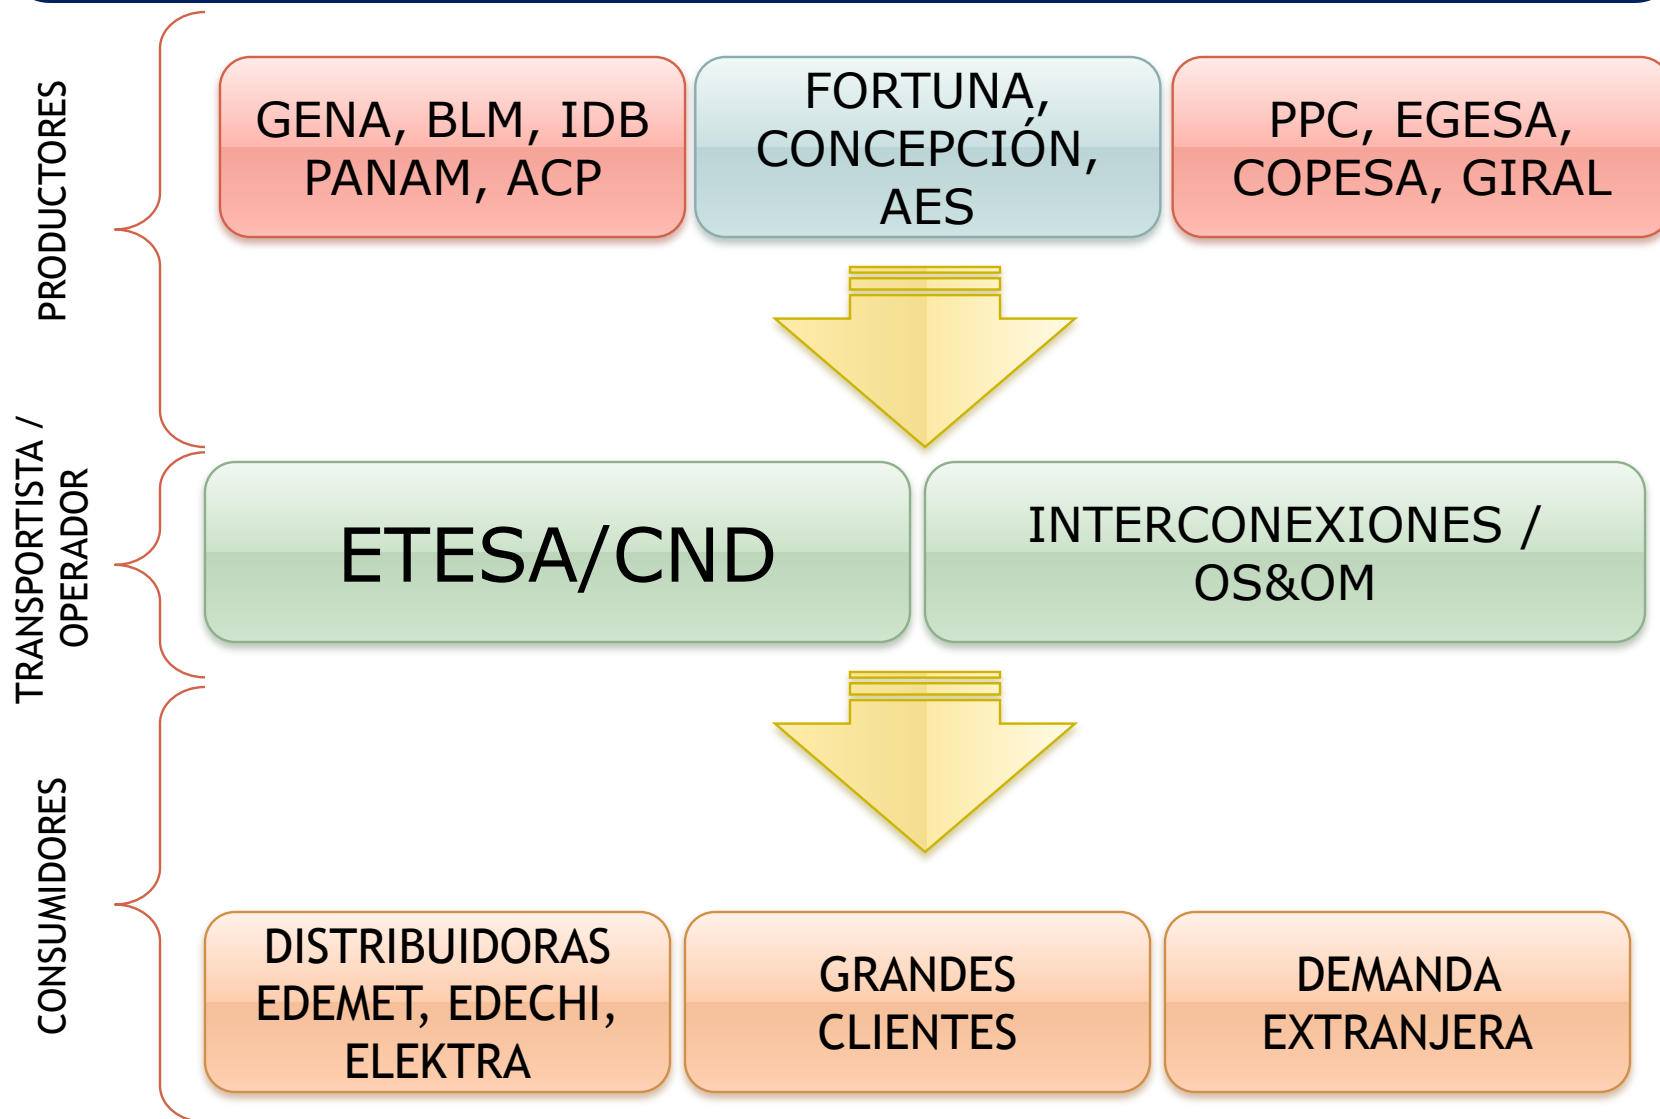 PRODUCTORES
GENA, BLM, IDB
PANAM, ACP
FORTUNA,
CONCEPCIÓN,
AES
PPC, EGESA,
COPESA, GIRAL
TRANSPORTISTA /
OPERADOR
ETESA/CND
INTERCONEXIONES /
OS&OM
CONSUMIDORES
DISTRIBUIDORAS
EDEMET, EDECHI,
ELEKTRA
GRANDES
CLIENTES
DEMANDA
EXTRANJERA